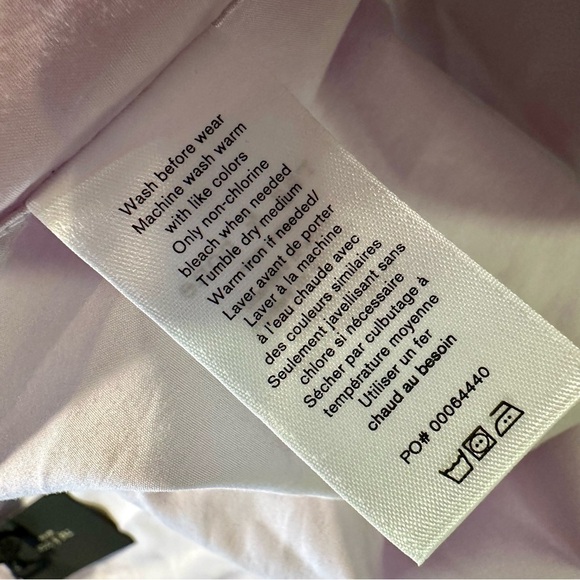 Wash before wear
Machine wash warm
with like colors
Only non-chlorine
bleach when needed
Tumble dry medium
Warm iron if needed/
Laver avant de porter
Laver à la machine
à l'eau chaude avec
des couleurs similaires
Seulement javellisant sans
chlore si nécessaire
Sécher par culbutage à
température moyenne
Utiliser un fer
chaud au besoin
PO# 00064440